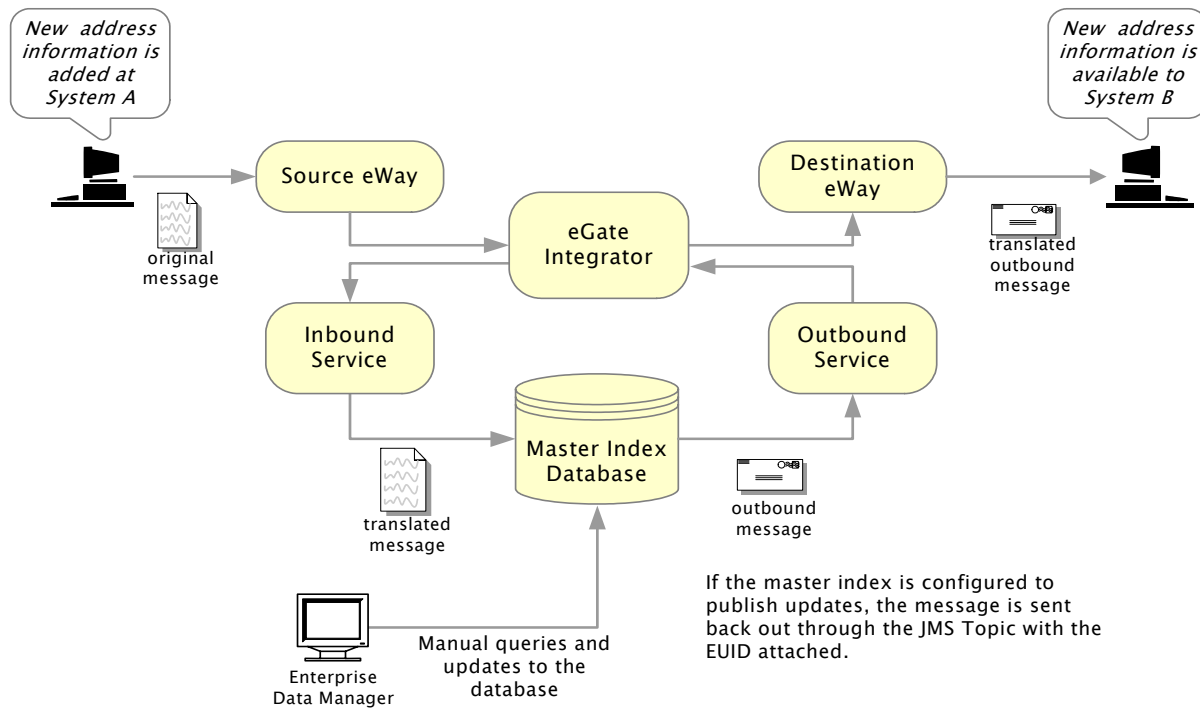 New address
information is
added at
System A
New address
information is
available to
System B
Source eWay
Destination
eWay
original
message
eGate
Integrator
translated
outbound
message
Inbound
Service
Outbound
Service
Master Index
Database
translated
message
outbound
message
If the master index is configured to
publish updates, the message is sent
back out through the JMS Topic with the
EUID attached.
Manual queries and
updates to the
database
Enterprise
Data Manager